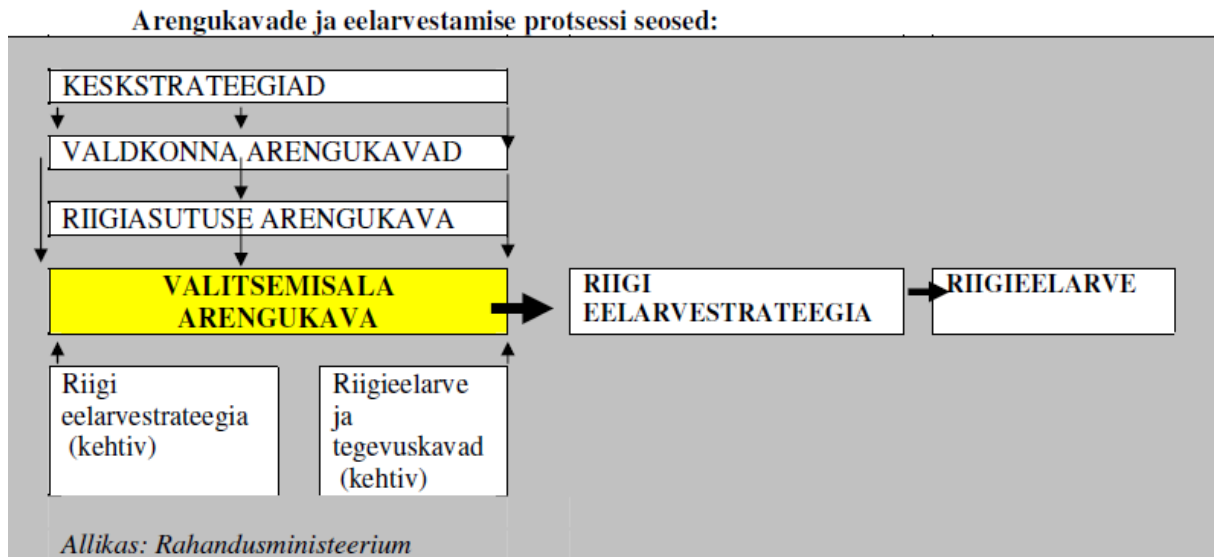 Arengukavade ja eelarvestamise protsessi seosed:
KESKSTRATEEGIAD
VALDKONNA ARENGUKAVAD
RIIGIASUTUSE ARENGUKAVA
VALITSEMISALA
ARENGUKAVA
RIIGI
EELARVESTRATEEGIA
RIIGIEELARVE
Riigi
eelarvestrateegia
(kehtiv)
Riigieelarve
ja
tegevuskavad
(kehtiv)
Allikas: Rahandusministeerium